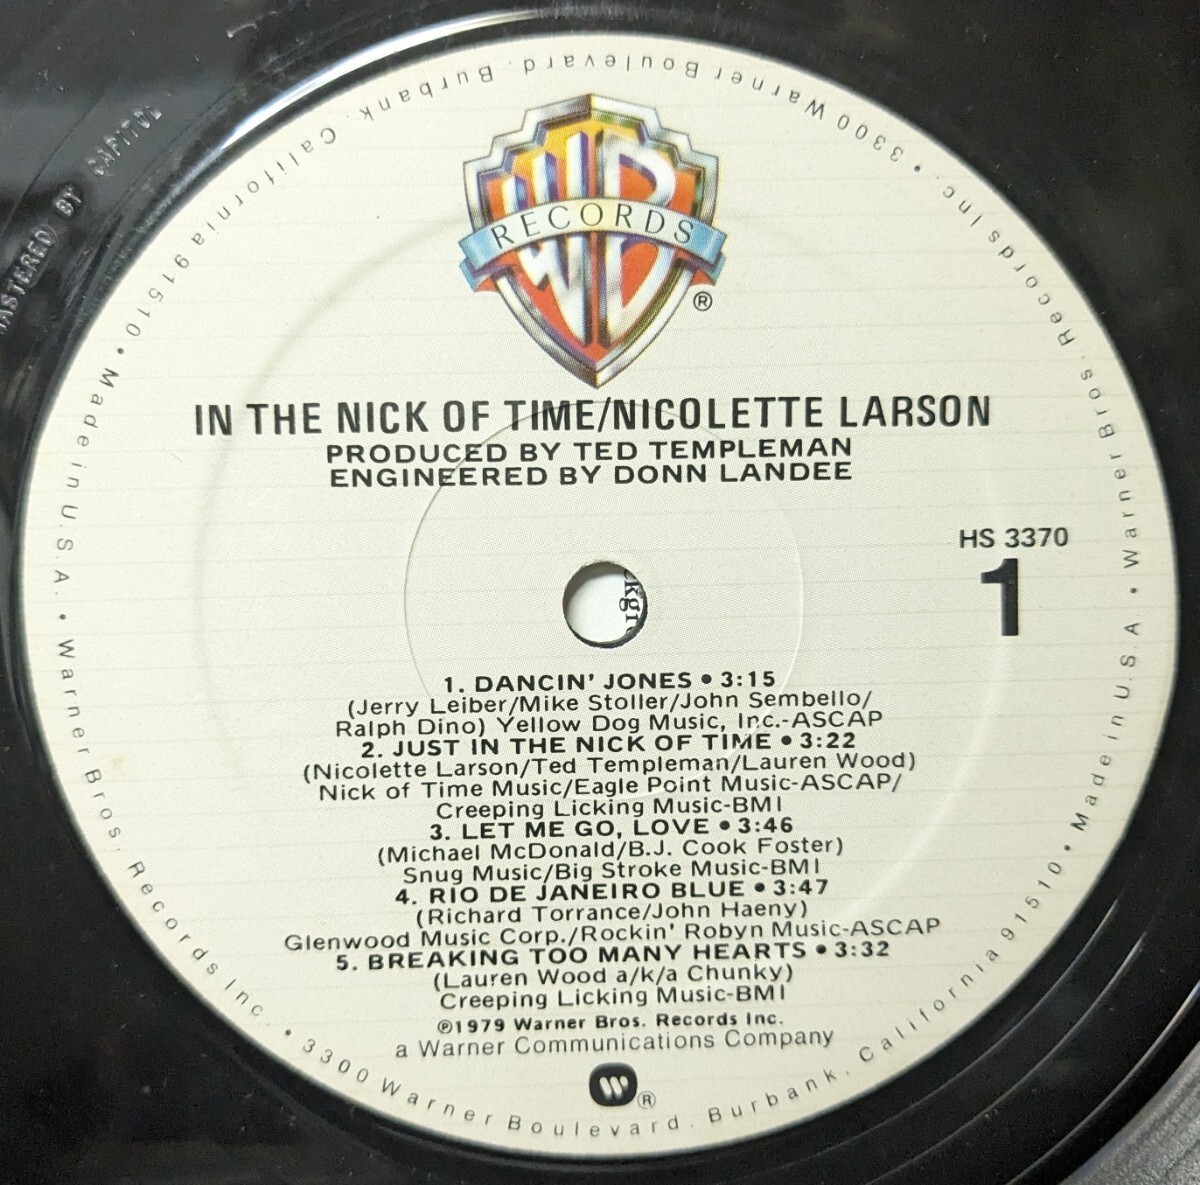 WB
RECORDS
®
IN THE NICK OF TIME/NICOLETTE LARSON
PRODUCED BY TED TEMPLEMAN
ENGINEERED BY DONN LANDEE
HS 3370
1
1. DANCIN' JONES • 3:15
(Jerry Leiber/Mike Stoller/John Sembello/
Ralph Dino) Yellow Dog Music, Inc.-ASCAP
2. JUST IN THE NICK OF TIME • 3:22
(Nicolette Larson/Ted Templeman/Lauren Wood)
Nick of Time Music/Eagle Point Music-ASCAP/
Creeping Licking Music-BMI
3. LET ME GO, LOVE • 3:46
(Michael McDonald/B.J. Cook Foster)
Snug Music/Big Stroke Music-BMI
4. RIO DE JANEIRO BLUE • 3:47
(Richard Torrance/John Haeny)
Glenwood Music Corp./Rockin' Robyn Music-ASCAP
5. BREAKING TOO MANY HEARTS • 3:32
(Lauren Wood a/k/a Chunky)
Creeping Licking Music-BMI
℗1979 Warner Bros. Records Inc.
a Warner Communications Company
®
Made in U.S.A. • Warner Bros. Records Inc. • 3300 Warner Boulevard. Burbank. California 91510 • Made in U.S.A. • Warner Bros. Records Inc. • 3300 Warner Boulevard. Burbank. California 91510 •
MASTERED BY CAPITOL